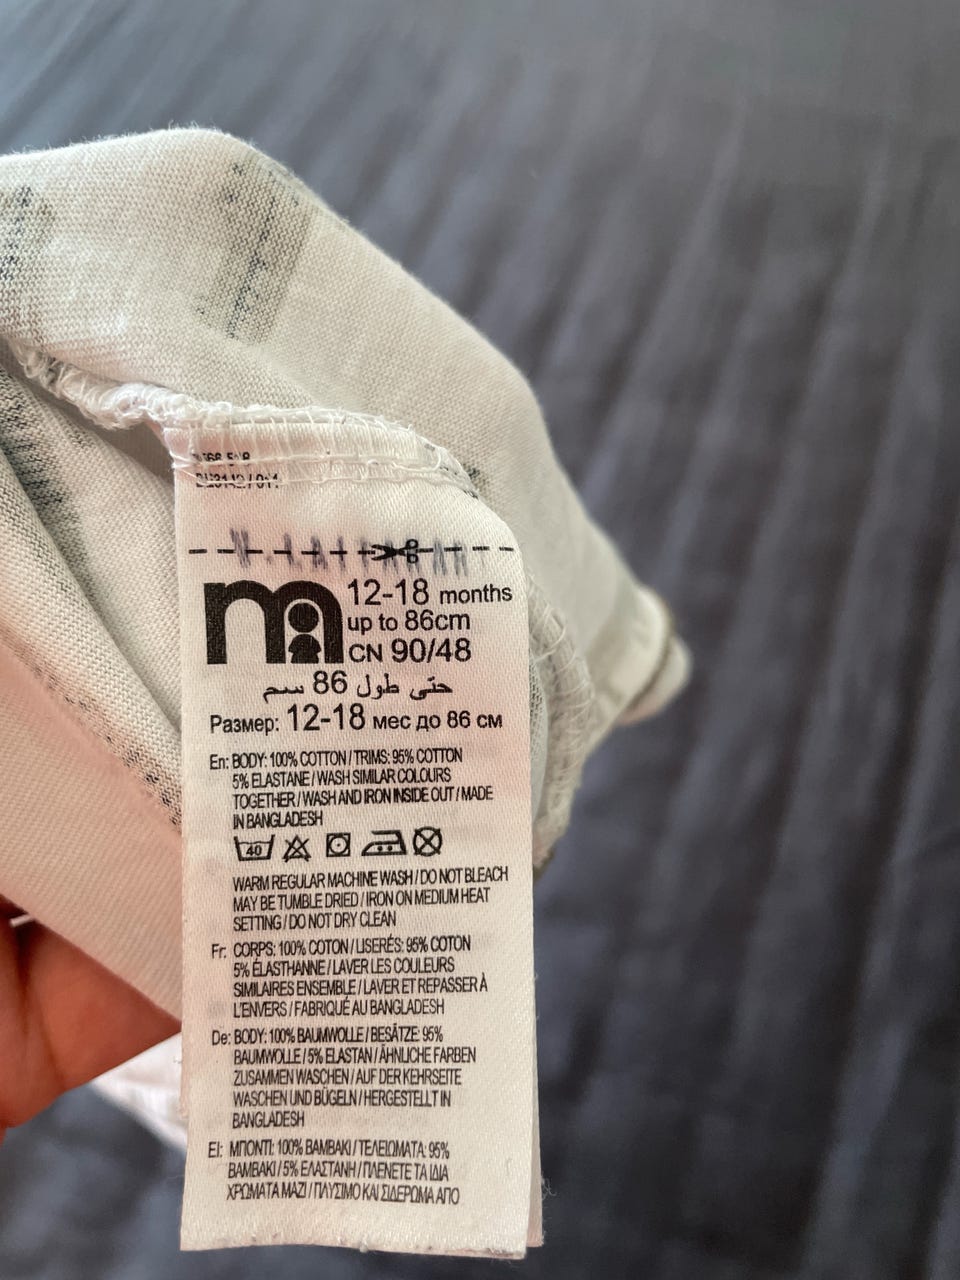 12-18 months
up to 86cm
CN 90/48
حتى طول 86 سم
Размер: 12-18 мес до 86 см
En: BODY: 100% COTTON / TRIMS: 95% COTTON
5% ELASTANE / WASH SIMILAR COLOURS
TOGETHER / WASH AND IRON INSIDE OUT / MADE
IN BANGLADESH
40
WARM REGULAR MACHINE WASH / DO NOT BLEACH
MAY BE TUMBLE DRIED / IRON ON MEDIUM HEAT
SETTING / DO NOT DRY CLEAN
Fr: CORPS: 100% COTON / LISERÉS: 95% COTON
5% ÉLASTHANNE / LAVER LES COULEURS
SIMILAIRES ENSEMBLE / LAVER ET REPASSER À
L'ENVERS / FABRIQUÉ AU BANGLADESH
De: BODY: 100% BAUMWOLLE / BESÄTZE: 95%
BAUMWOLLE / 5% ELASTAN / ÄHNLICHE FARBEN
ZUSAMMEN WASCHEN / AUF DER KEHRSEITE
WASCHEN UND BÜGELN / HERGESTELLT IN
BANGLADESH
El: ΜΠΟΝΤΙ: 100% ΒΑΜΒΑΚΙ / ΤΕΛΕΙΩΜΑΤΑ: 95%
ΒΑΜΒΑΚΙ / 5% ΕΛΑΣΤΑΝΗ / ΠΛΕΝΕΤΕ ΤΑ ΙΔΙΑ
ΧΡΩΜΑΤΑ ΜΑΖΙ / ΠΛΥΣΙΜΟ ΚΑΙ ΣΙΔΕΡΩΜΑ ΑΠΟ